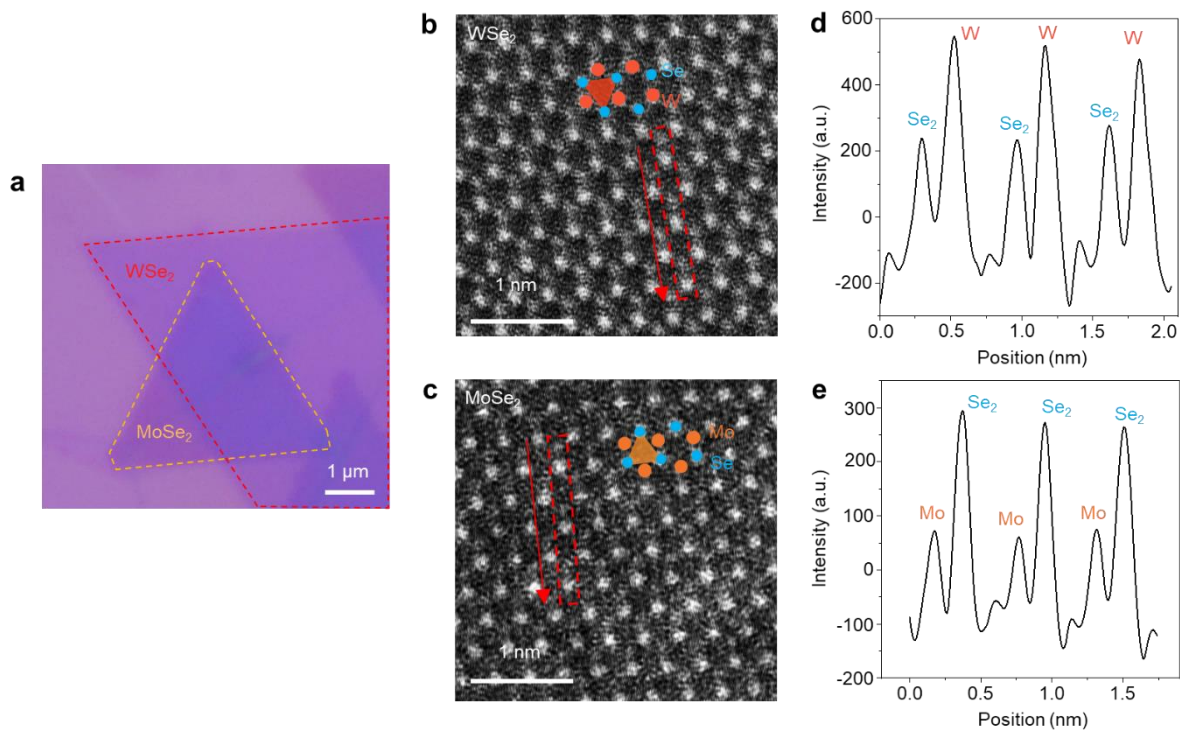 a
WSe₂
MoSe₂
1 μm
b
WSe₂
Se
W
1 nm
c
MoSe₂
Mo
Se
1 nm
d
600
400
200
0
-200
Intensity (a.u.)
Se₂
W
Se₂
W
Se₂
W
0.0
0.5
1.0
1.5
2.0
Position (nm)
e
300
200
100
0
-100
-200
Intensity (a.u.)
Mo
Se₂
Mo
Se₂
Mo
Se₂
0.0
0.5
1.0
1.5
Position (nm)